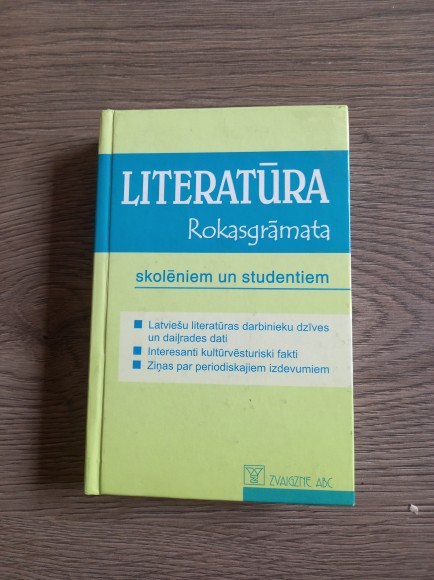 LITERATŪRA
Rokasgrāmata
skolēniem un studentiem
Latviešu literatūras darbinieku dzīves
un daiļrades dati
Interesanti kultūrvēsturiski fakti
Ziņas par periodiskajiem izdevumiem
ZVAIGZNE ABC